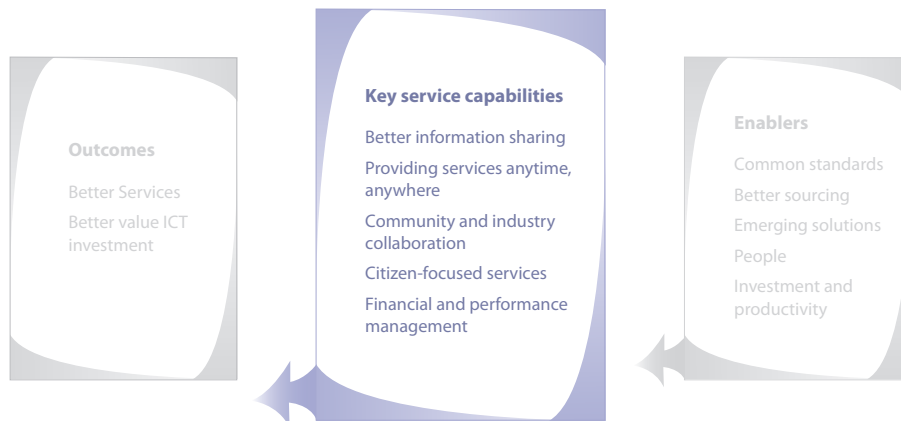 Outcomes
Better Services
Better value ICT
investment
Key service capabilities
Better information sharing
Providing services anytime,
anywhere
Community and industry
collaboration
Citizen-focused services
Financial and performance
management
Enablers
Common standards
Better sourcing
Emerging solutions
People
Investment and
productivity